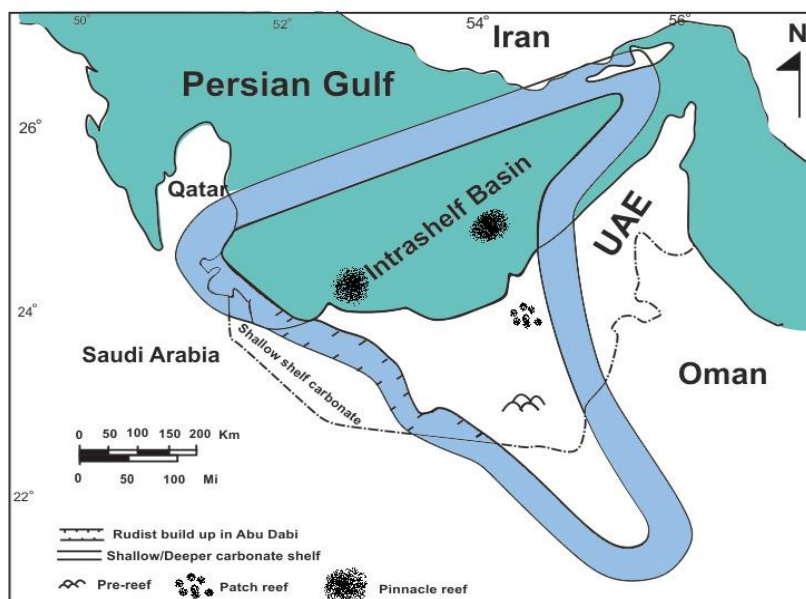 50°
52°
54°
56°
Iran
N
Persian Gulf
26°
Qatar
Intrashelf Basin
UAE
24°
Saudi Arabia
Shallow shelf carbonate
Oman
0 50 100 150 200 Km
0 50 100 Mi
22°
Rudist build up in Abu Dabi
Shallow/Deeper carbonate shelf
Pre-reef
Patch reef
Pinnacle reef